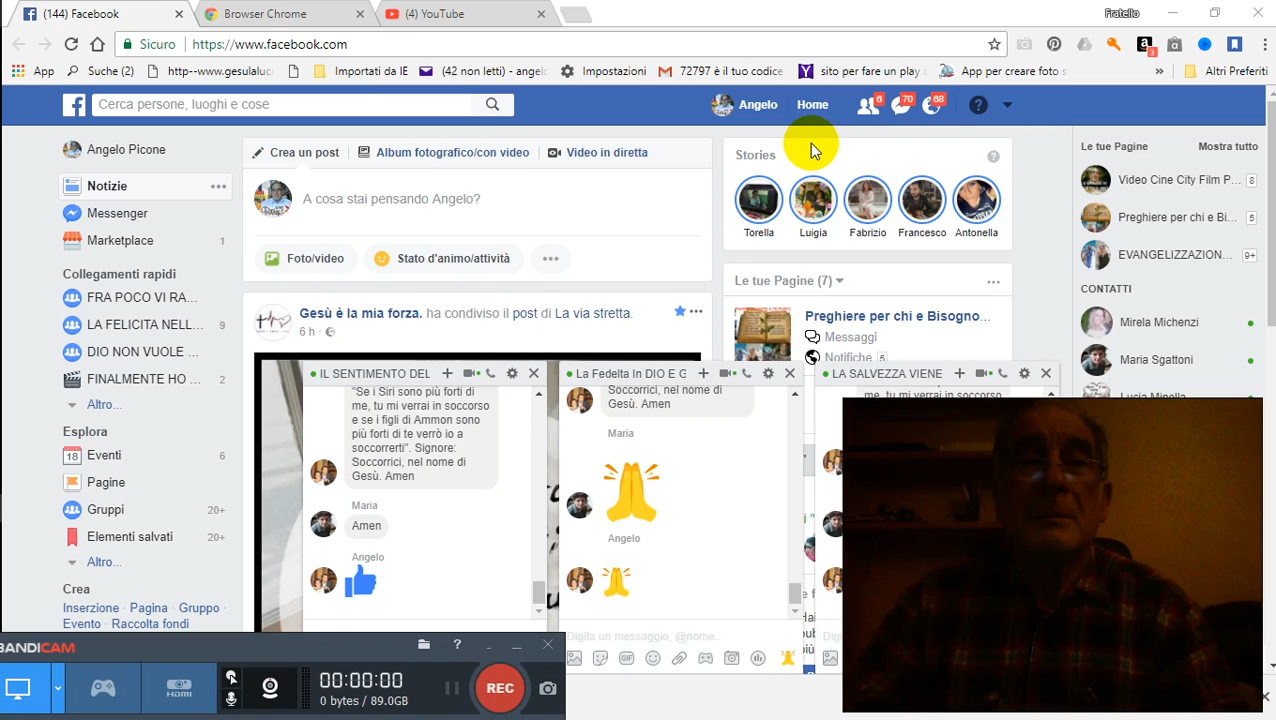 (144) Facebook
Browser Chrome
(4) YouTube
Fratello
Sicuro
https://www.facebook.com
3
App
Suche (2)
http--www.gesulaluc
Importati da IE
(42 non letti) - angelo
Impostazioni
72797 è il tuo codice
sito per fare un play
App per creare foto s
»
Altri Preferiti
Cerca persone, luoghi e cose
Angelo
Home
6
70
68
?
Angelo Picone
Notizie
Messenger
Marketplace 1
Collegamenti rapidi
FRA POCO VI RA...
LA FELICITA NELL... 9
DIO NON VUOLE ...
FINALMENTE HO ... 2
Altro...
Esplora
Eventi 6
Pagine
Gruppi 20+
Elementi salvati 20+
Altro...
Crea
Inserzione · Pagina · Gruppo ·
Evento · Raccolta fondi
Crea un post
Album fotografico/con video
Video in diretta
A cosa stai pensando Angelo?
Foto/video
Stato d'animo/attività
Gesù è la mia forza. ha condiviso il post di La via stretta.
6 h ·
Stories
?
Torella
Luigia
Fabrizio
Francesco
Antonella
Le tue Pagine (7)
Preghiere per chi e Bisogno...
Messaggi
Notifiche 5
Le tue Pagine
Mostra tutto
Video Cine City Film P... 8
Preghiere per chi e Bi... 5
EVANGELIZZAZION... 9+
CONTATTI
Mirela Michenzi
Maria Sgattoni
IL SENTIMENTO DEL
"Se i Siri sono più forti di
me, tu mi verrai in soccorso
e se i figli di Ammon sono
più forti di te verrò io a
soccorrerti". Signore:
Soccorrici, nel nome di
Gesù. Amen
Maria
Amen
Angelo
La Fedelta In DIO E G
Soccorrici, nel nome di
Gesù. Amen
Maria
Angelo
Digita un messaggio, @nome...
GIF
LA SALVEZZA VIENE
BANDICAM
?
HDMI
00:00:00
0 bytes / 89.0GB
REC